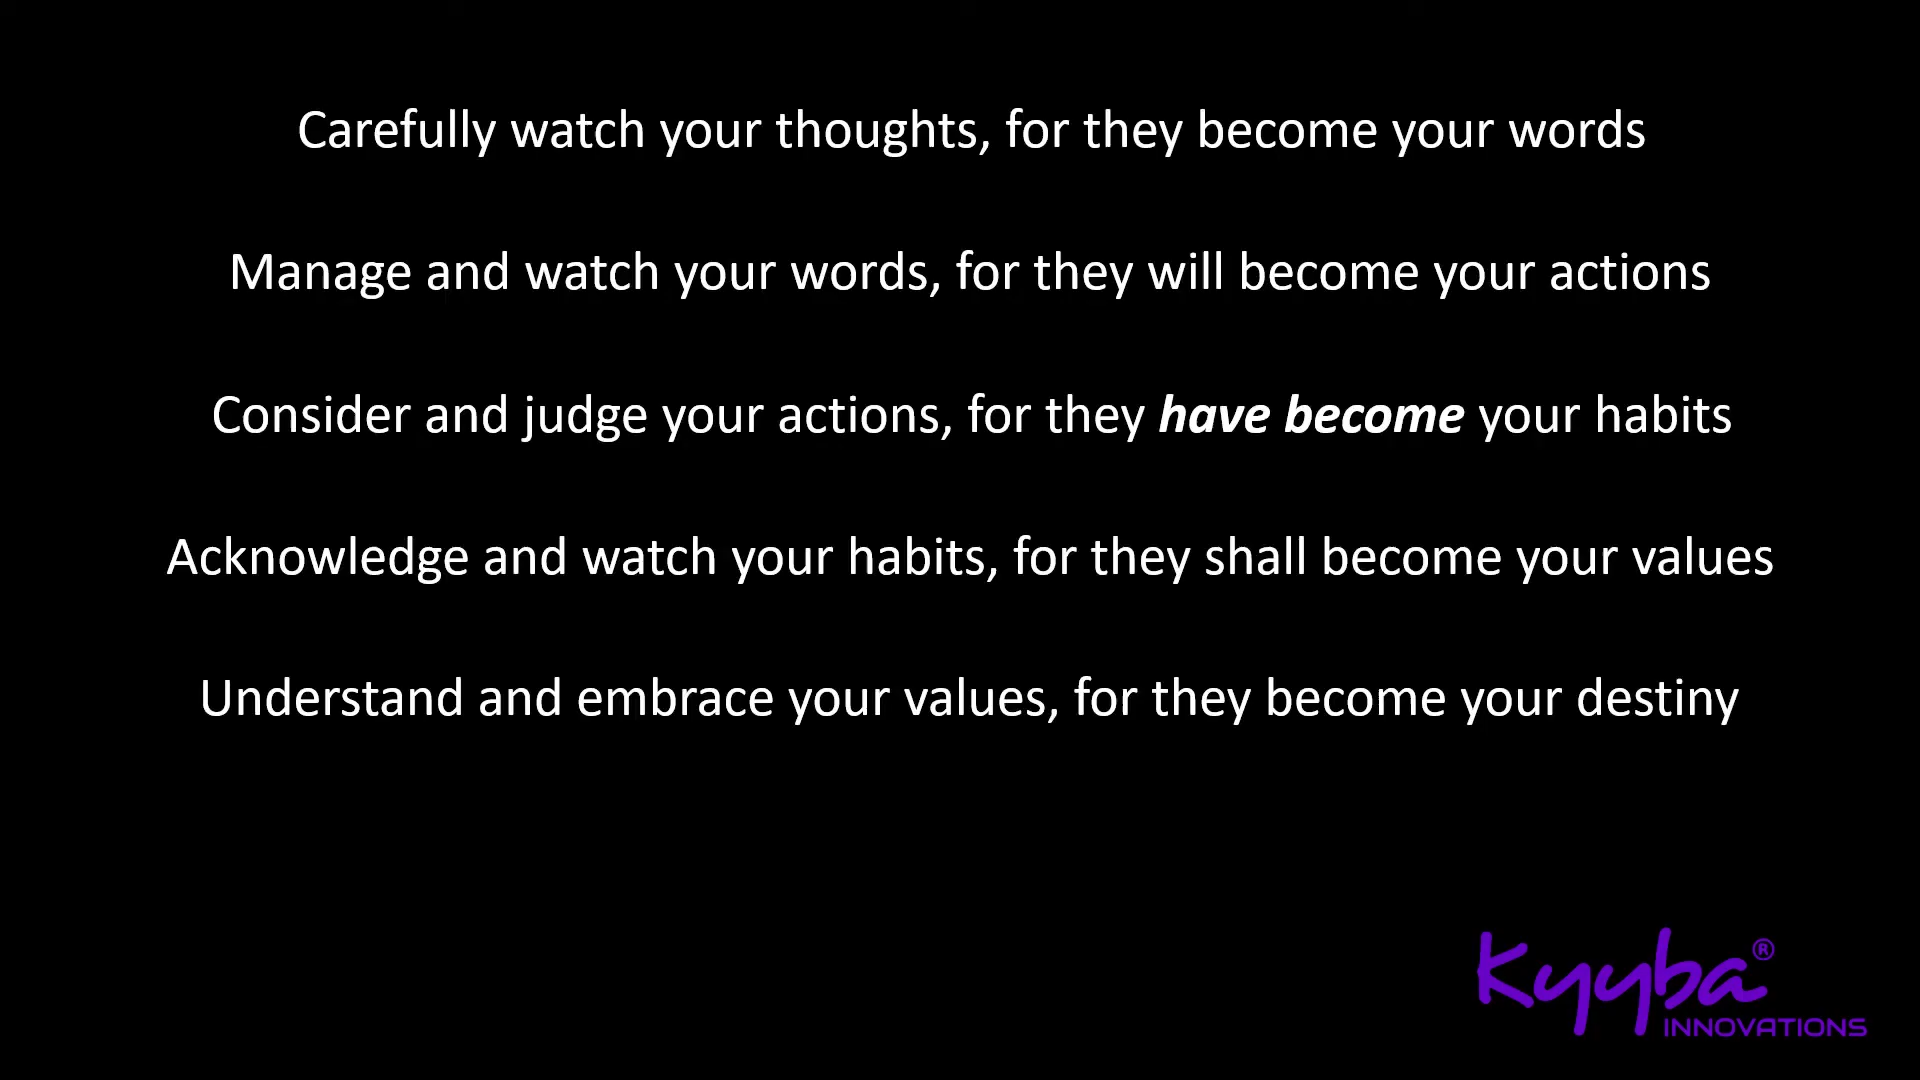 Carefully watch your thoughts, for they become your words
Manage and watch your words, for they will become your actions
Consider and judge your actions, for they have become your habits
Acknowledge and watch your habits, for they shall become your values
Understand and embrace your values, for they become your destiny
Kyyba®
INNOVATIONS